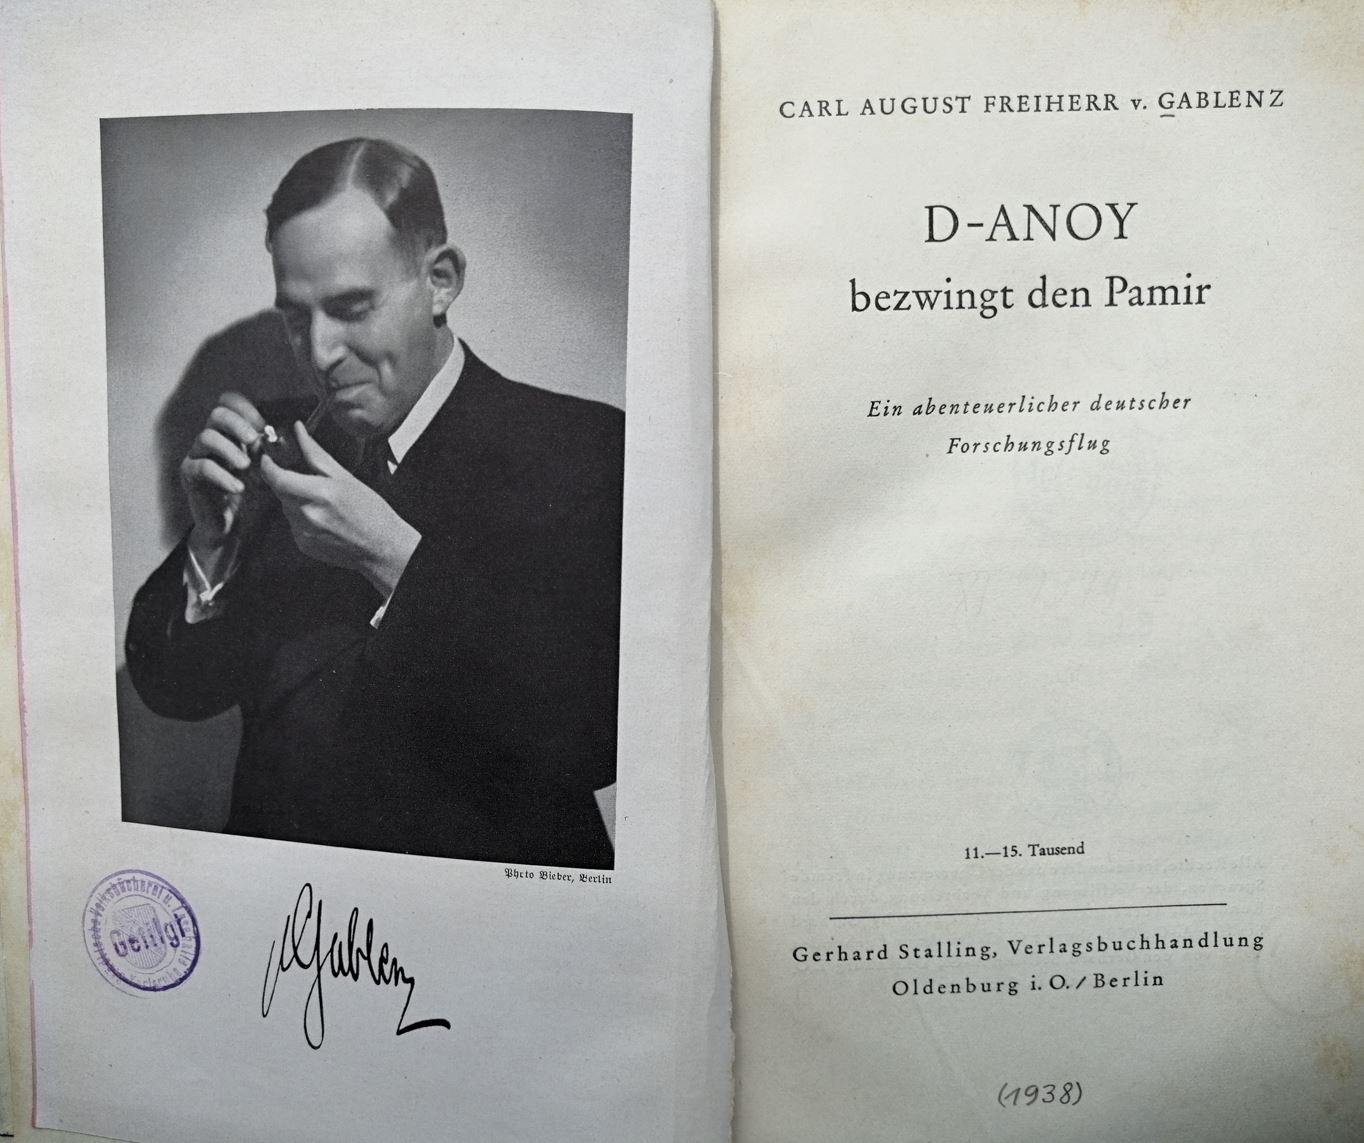 Photo Bieber, Berlin
Getilgt
Gablenz
CARL AUGUST FREIHERR v. GABLENZ
D-ANOY
bezwingt den Pamir
Ein abenteuerlicher deutscher
Forschungsflug
11.—15. Tausend
Gerhard Stalling, Verlagsbuchhandlung
Oldenburg i. O. / Berlin
(1938)